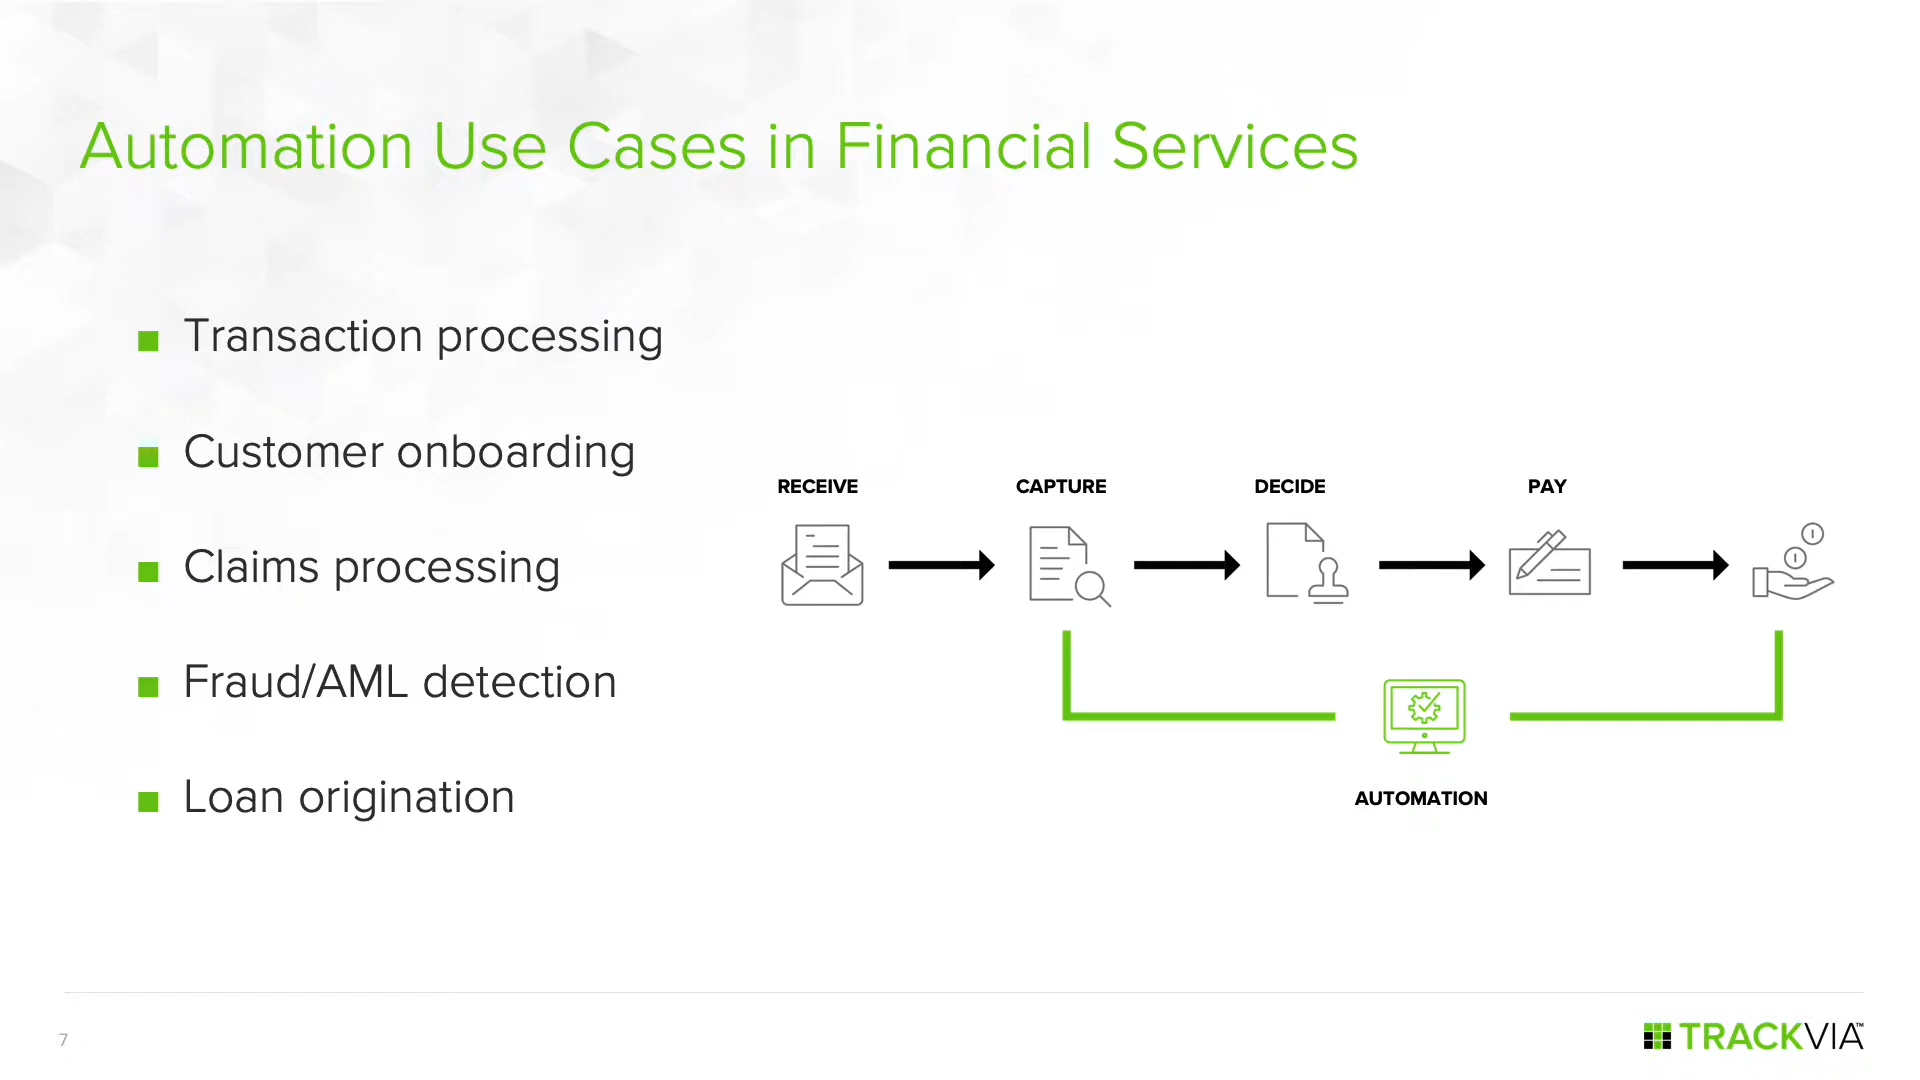 Automation Use Cases in Financial Services
Transaction processing
Customer onboarding
Claims processing
Fraud/AML detection
Loan origination
RECEIVE
CAPTURE
DECIDE
PAY
AUTOMATION
7
TRACKVIA™